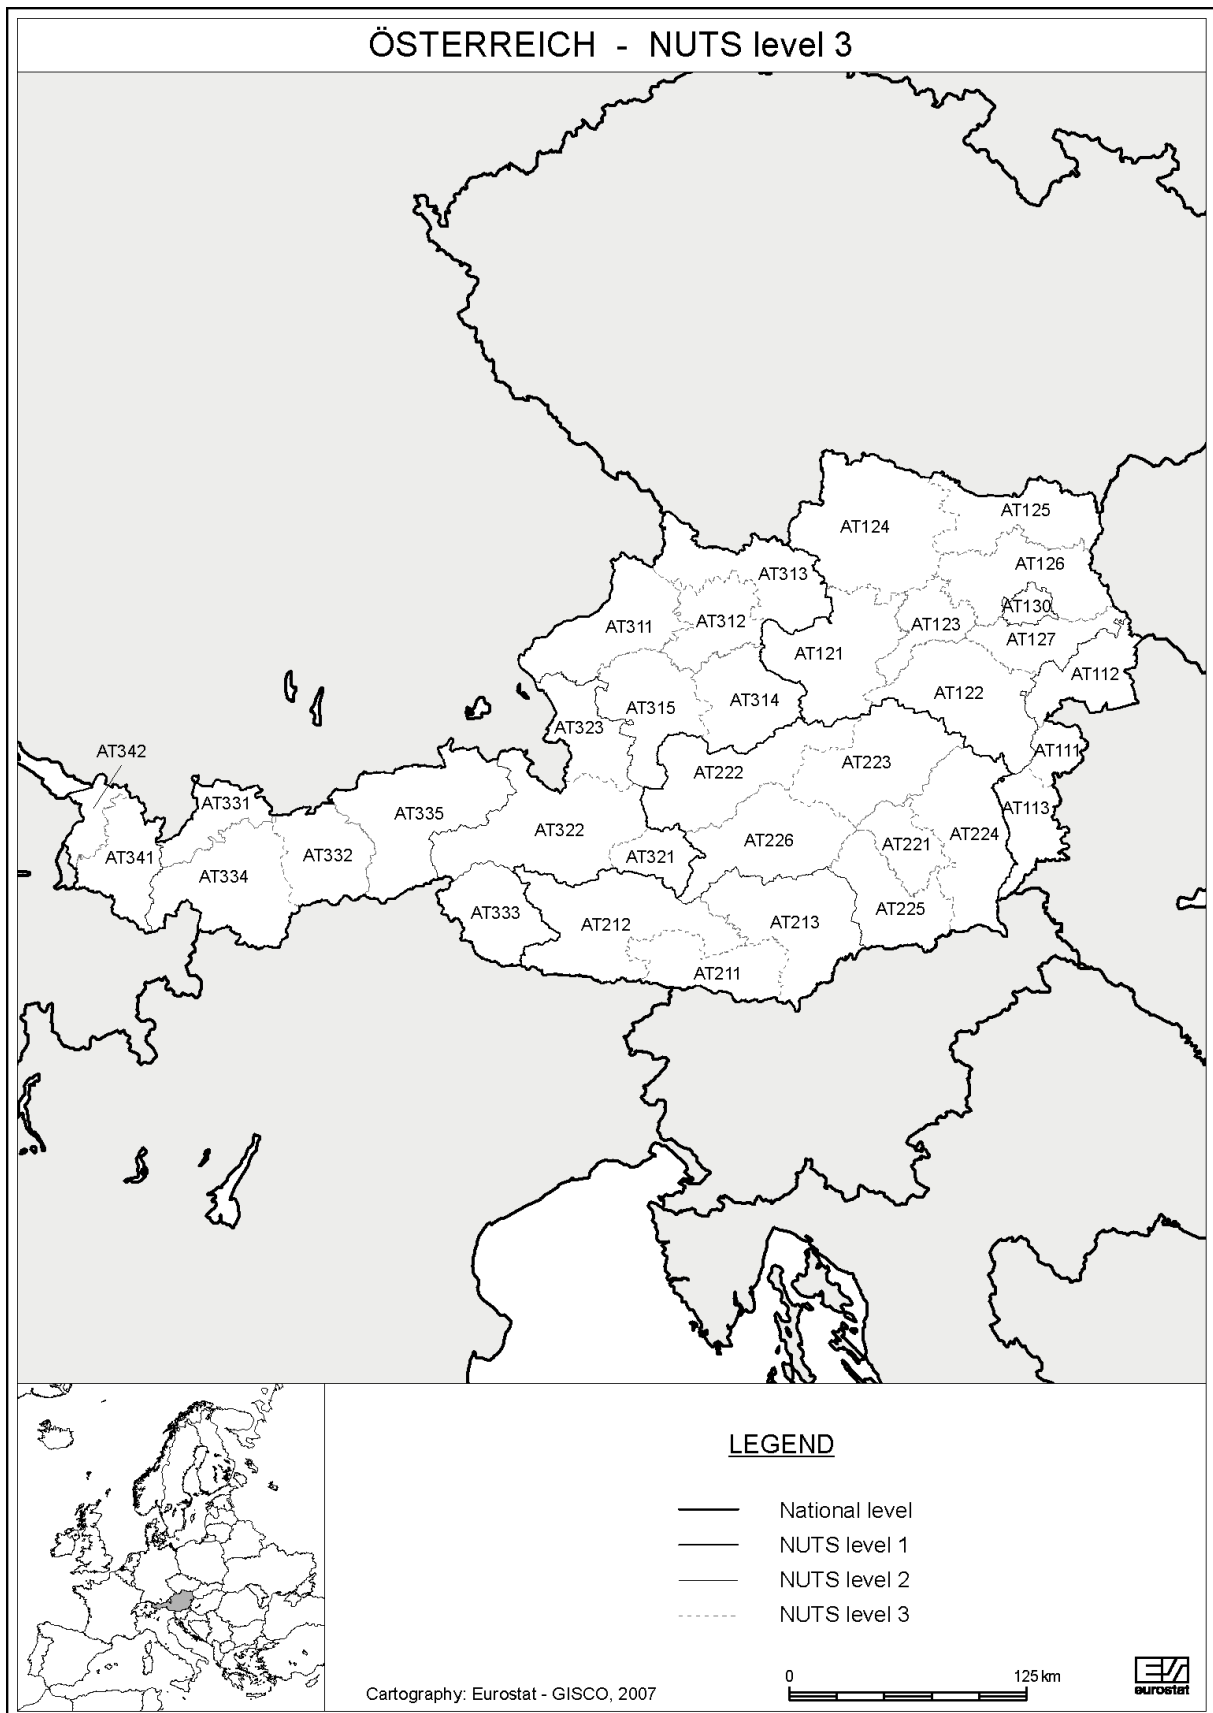 ÖSTERREICH - NUTS level 3
AT124
AT125
AT126
AT313
AT130
AT312
AT311
AT123
AT127
AT121
AT112
AT122
AT314
AT315
AT323
AT342
AT111
AT223
AT222
AT331
AT113
AT335
AT322
AT224
AT226
AT221
AT332
AT341
AT321
AT334
AT225
AT333
AT212
AT213
AT211
LEGEND
National level
NUTS level 1
NUTS level 2
NUTS level 3
0 125 km
eurostat
Cartography: Eurostat - GISCO, 2007